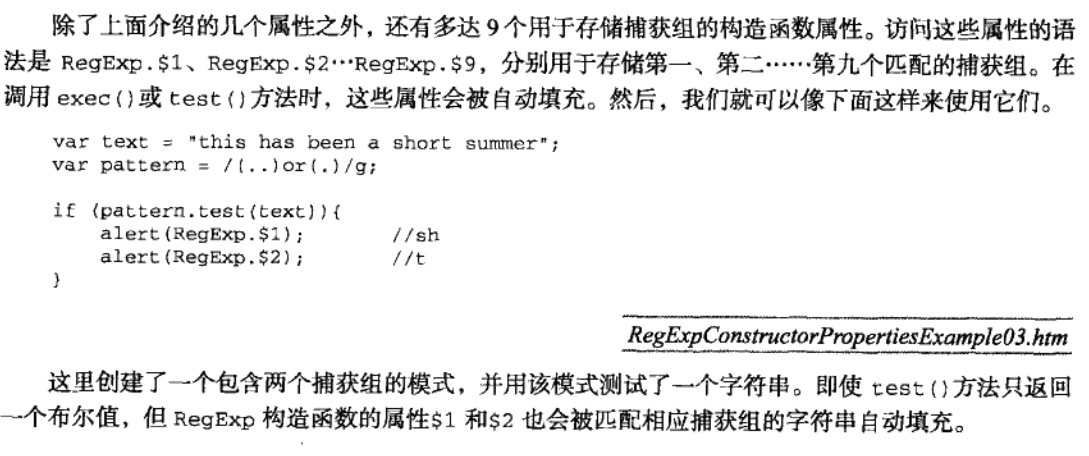 除了上面介绍的几个属性之外，还有多达 9 个用于存储捕获组的构造函数属性。访问这些属性的语
法是 RegExp.$1、RegExp.$2…RegExp.$9，分别用于存储第一、第二……第九个匹配的捕获组。在
调用 exec()或 test()方法时，这些属性会被自动填充。然后，我们就可以像下面这样来使用它们。
var text = "this has been a short summer";
var pattern = /(..)or(.)/g;
if (pattern.test(text)){
alert(RegExp.$1); //sh
alert(RegExp.$2); //t
}
RegExpConstructorPropertiesExample03.htm
这里创建了一个包含两个捕获组的模式，并用该模式测试了一个字符串。即使 test()方法只返回
一个布尔值，但 RegExp 构造函数的属性$1 和$2 也会被匹配相应捕获组的字符串自动填充。